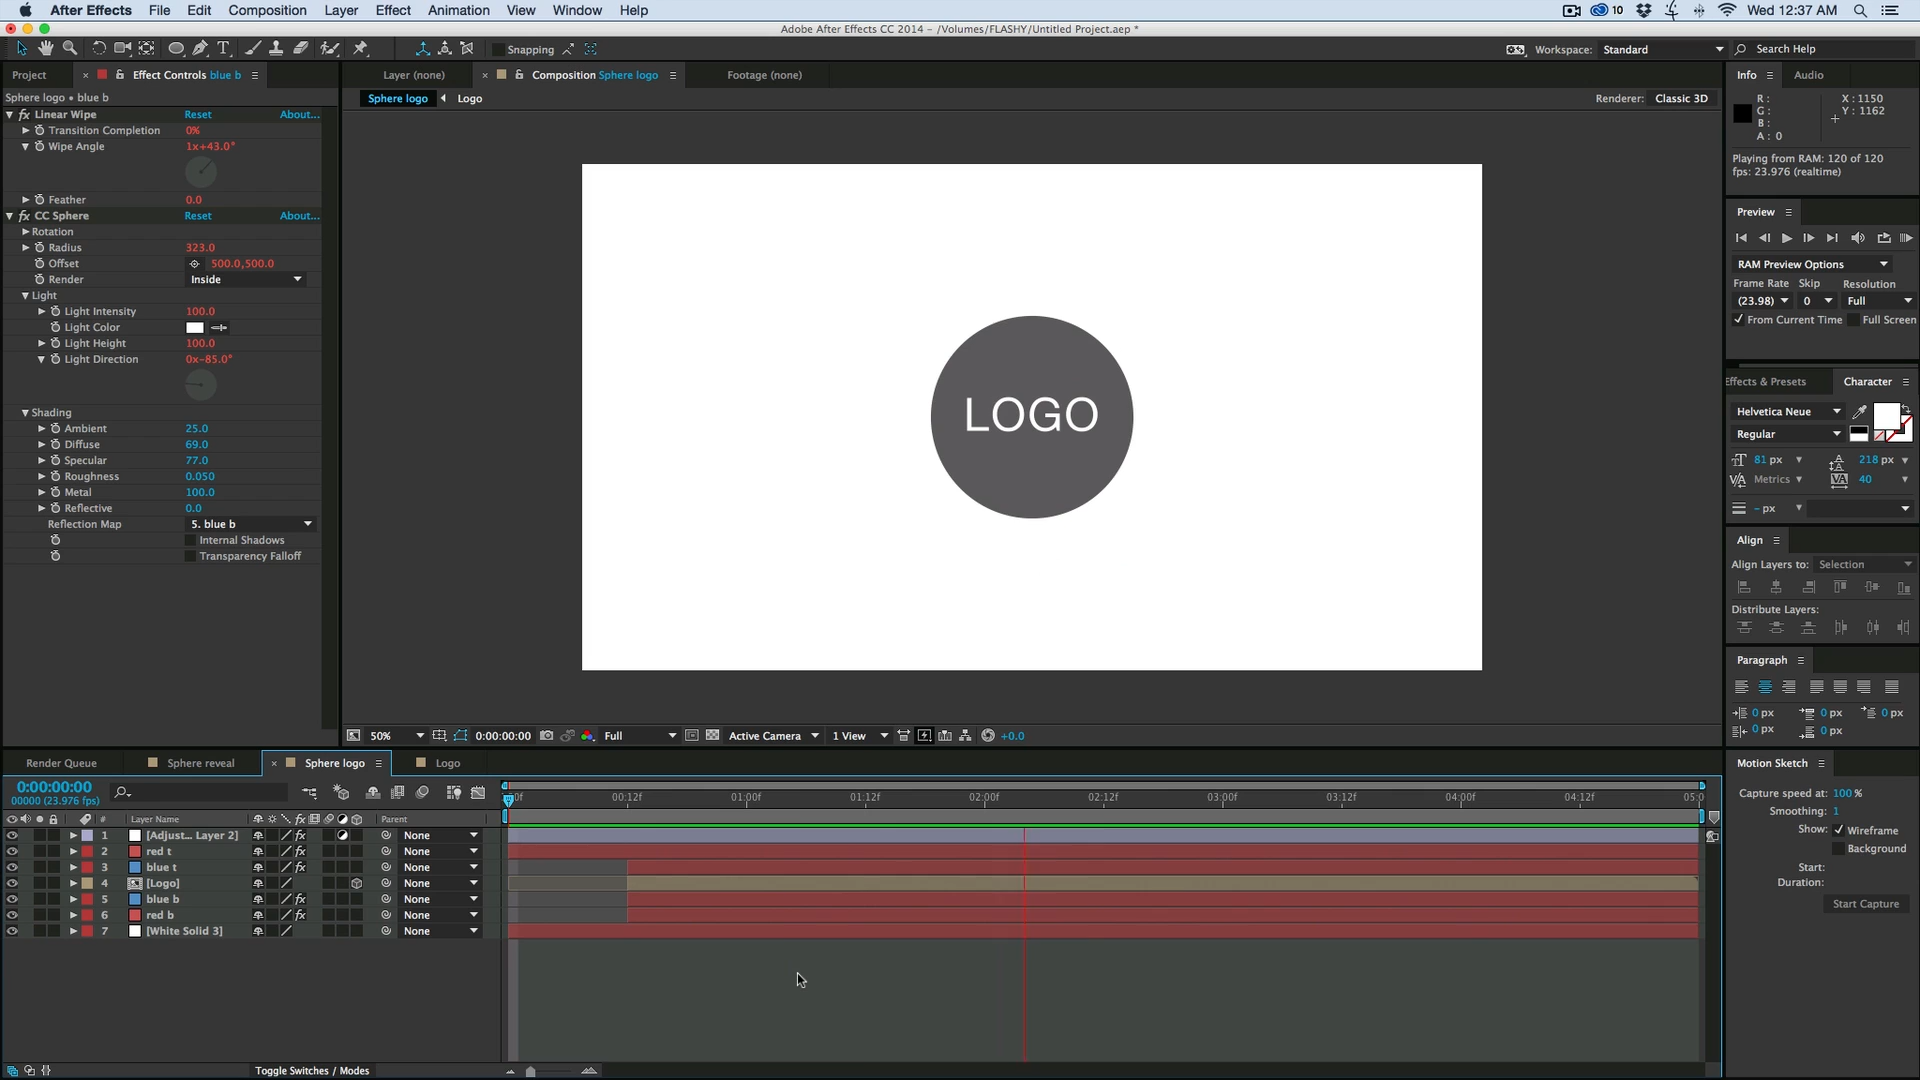 After Effects File Edit Composition Layer Effect Animation View Window Help
10 Wed 12:37 AM
Adobe After Effects CC 2014 - /Volumes/FLASHY/Untitled Project.aep *
Snapping
Workspace: Standard
Search Help
Project
Effect Controls blue b
Layer (none)
Composition Sphere logo
Footage (none)
Info
Audio
Sphere logo • blue b
Sphere logo
Logo
Renderer: Classic 3D
R :
G :
B :
A : 0
X : 1150
Y : 1162
Playing from RAM: 120 of 120
fps: 23.976 (realtime)
Linear Wipe Reset About...
Transition Completion 0%
Wipe Angle 1x+43.0°
Feather 0.0
CC Sphere Reset About...
Rotation
Radius 323.0
Offset 500.0,500.0
Render Inside
Light
Light Intensity 100.0
Light Color
Light Height 100.0
Light Direction 0x-85.0°
Shading
Ambient 25.0
Diffuse 69.0
Specular 77.0
Roughness 0.050
Metal 100.0
Reflective 0.0
Reflection Map 5. blue b
Internal Shadows
Transparency Falloff
LOGO
Preview
RAM Preview Options
Frame Rate Skip Resolution
(23.98) 0 Full
From Current Time Full Screen
Effects & Presets
Character
Helvetica Neue
Regular
81 px 218 px
Metrics 40
- px
Align
Align Layers to: Selection
Distribute Layers:
Paragraph
0 px 0 px 0 px
0 px 0 px
50% 0:00:00:00 Full Active Camera 1 View +0.0
Render Queue
Sphere reveal
Sphere logo
Logo
Motion Sketch
0:00:00:00
00000 (23.976 fps)
00:12f 01:00f 01:12f 02:00f 02:12f 03:00f 03:12f 04:00f 04:12f
# Layer Name Parent
1 [Adjust... Layer 2] None
2 red t None
3 blue t None
4 [Logo] None
5 blue b None
6 red b None
7 [White Solid 3] None
Capture speed at: 100 %
Smoothing: 1
Show: Wireframe
Background
Start:
Duration:
Start Capture
Toggle Switches / Modes